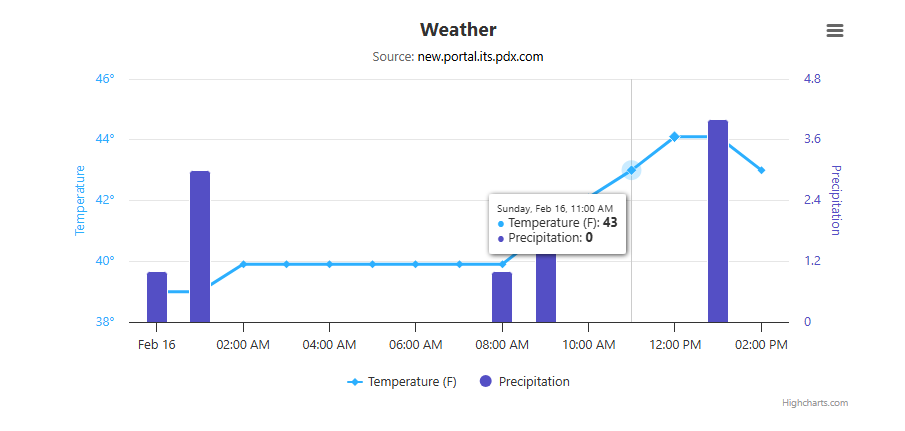 Weather
Source: new.portal.its.pdx.com
46°
44°
42°
40°
38°
Temperature
4.8
3.6
2.4
1.2
0
Precipitation
Sunday, Feb 16, 11:00 AM
● Temperature (F): 43
● Precipitation: 0
Feb 16 02:00 AM 04:00 AM 06:00 AM 08:00 AM 10:00 AM 12:00 PM 02:00 PM
Temperature (F) Precipitation
Highcharts.com